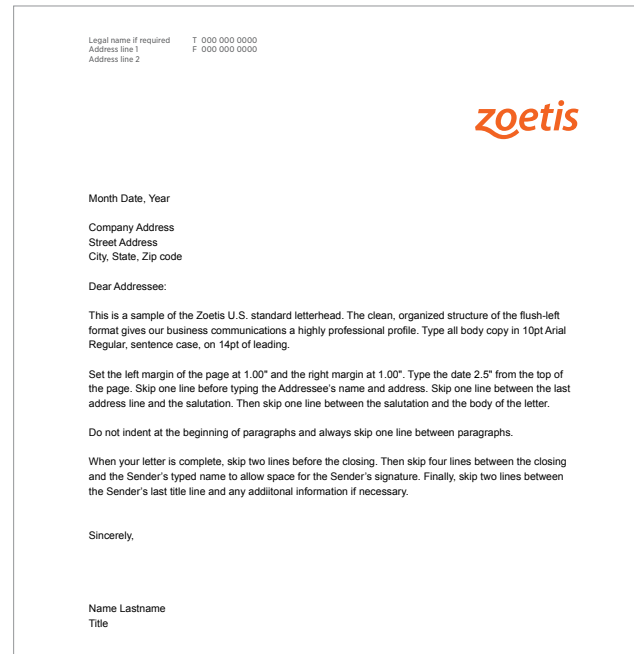 Legal name if required T 000 000 0000
Address line 1 F 000 000 0000
Address line 2
zoetis
Month Date, Year
Company Address
Street Address
City, State, Zip code
Dear Addressee:
This is a sample of the Zoetis U.S. standard letterhead. The clean, organized structure of the flush-left
format gives our business communications a highly professional profile. Type all body copy in 10pt Arial
Regular, sentence case, on 14pt of leading.
Set the left margin of the page at 1.00" and the right margin at 1.00". Type the date 2.5" from the top of
the page. Skip one line before typing the Addressee's name and address. Skip one line between the last
address line and the salutation. Then skip one line between the salutation and the body of the letter.
Do not indent at the beginning of paragraphs and always skip one line between paragraphs.
When your letter is complete, skip two lines before the closing. Then skip four lines between the closing
and the Sender's typed name to allow space for the Sender's signature. Finally, skip two lines between
the Sender's last title line and any addiitonal information if necessary.
Sincerely,
Name Lastname
Title